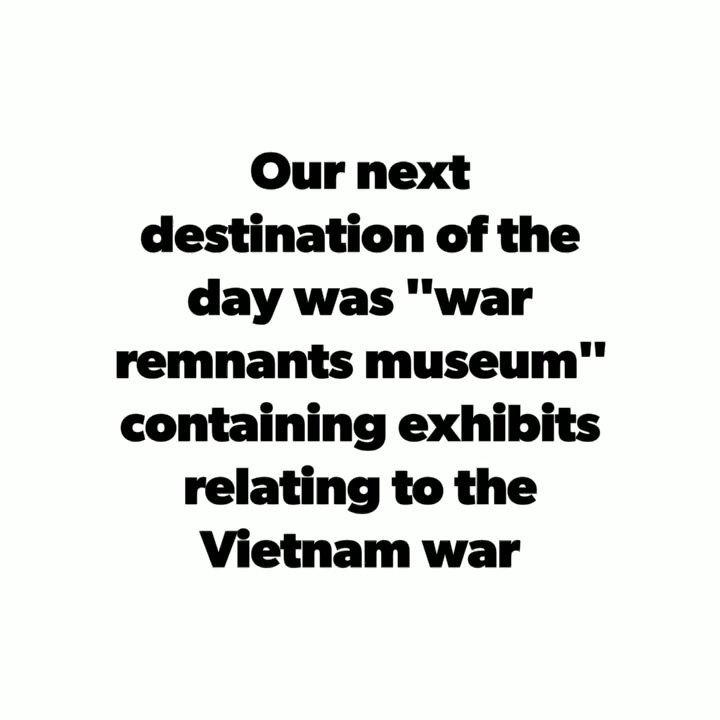 Our next
destination of the
day was "war
remnants museum"
containing exhibits
relating to the
Vietnam war